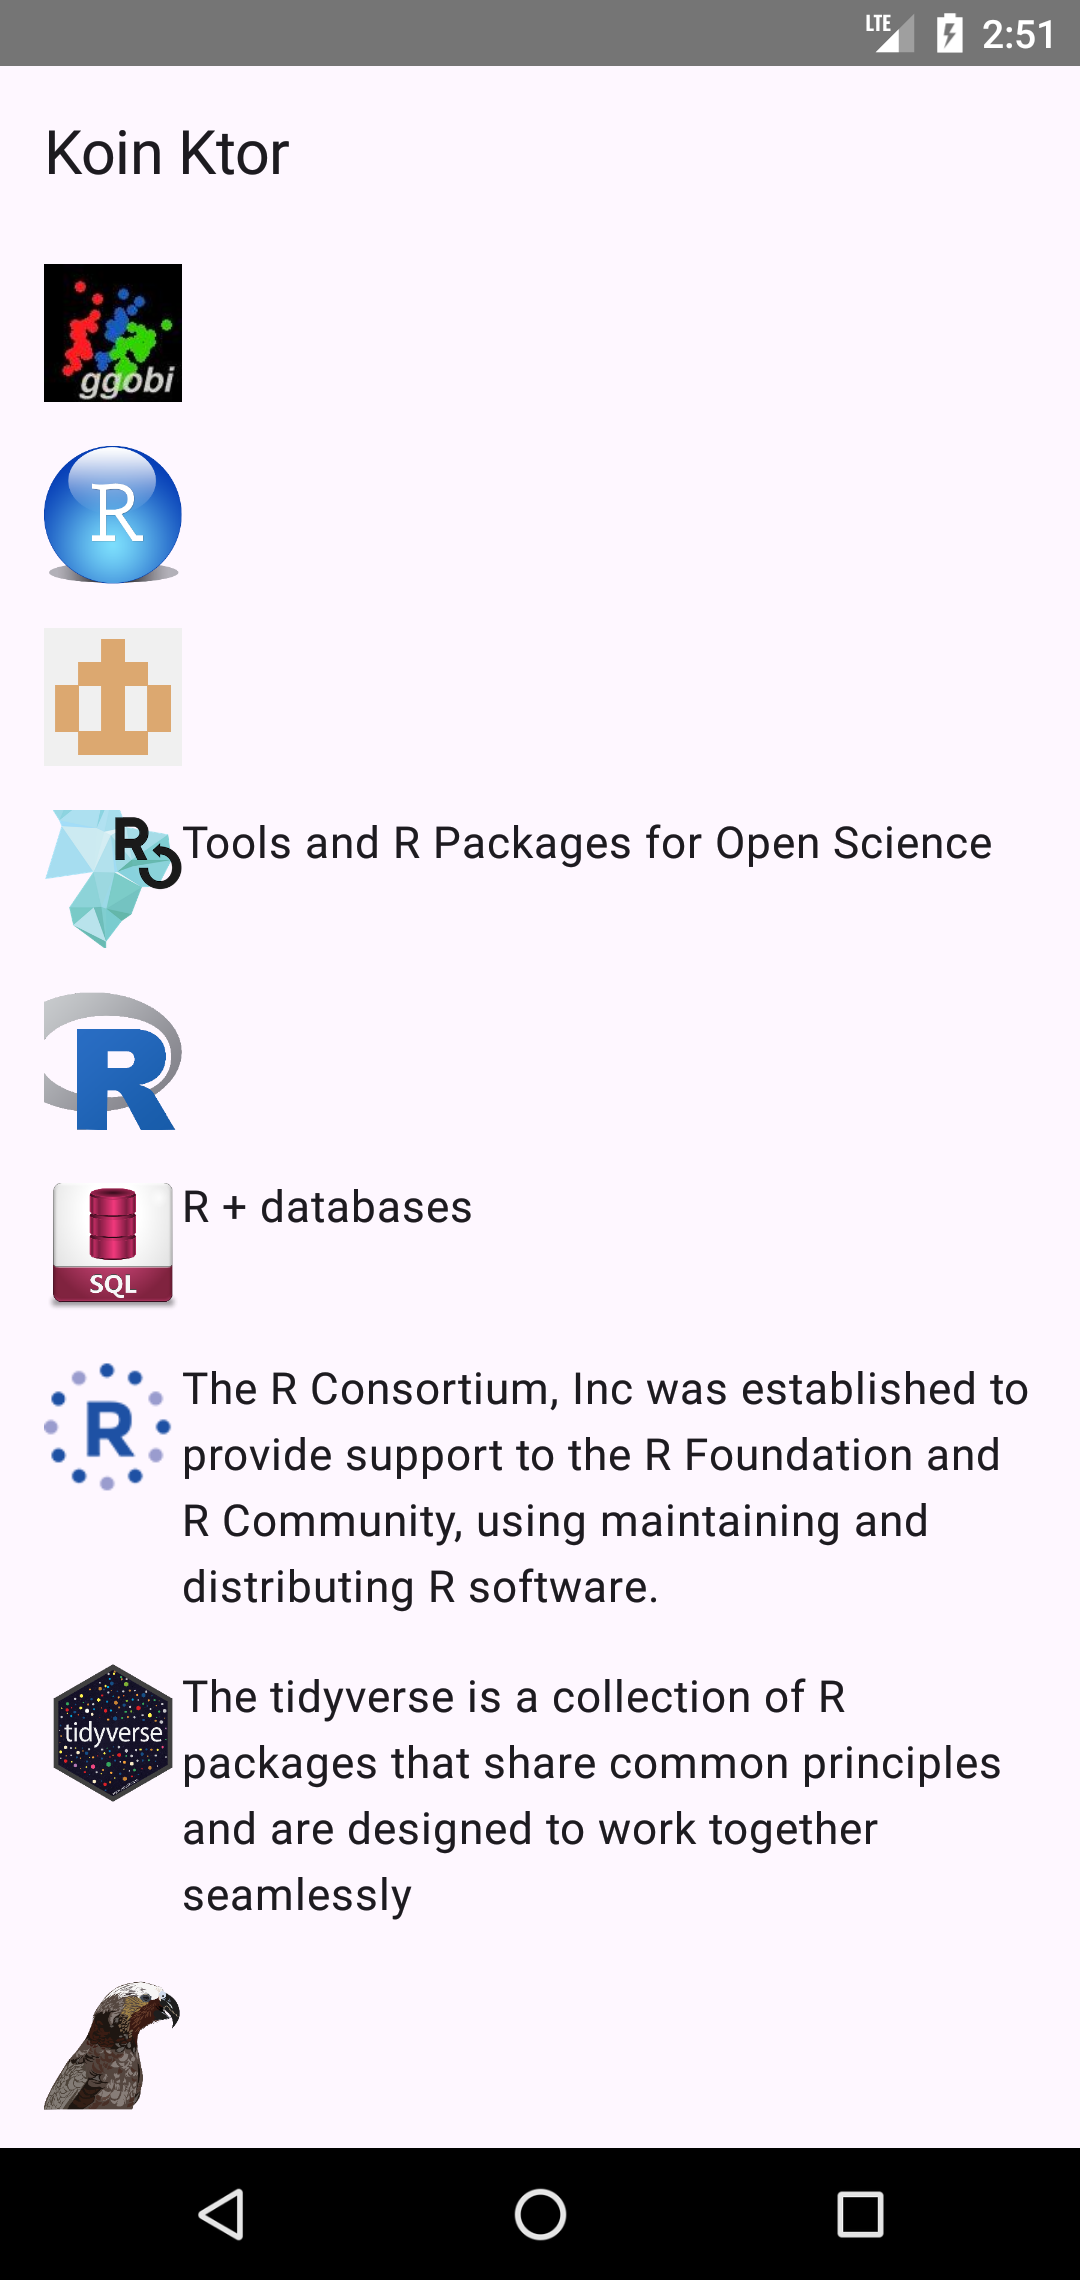 LTE 2:51
Koin Ktor
ggobi
R
Tools and R Packages for Open Science
R
R
R + databases
SQL
The R Consortium, Inc was established to
R
provide support to the R Foundation and
R Community, using maintaining and
distributing R software.
The tidyverse is a collection of R
tidyverse
packages that share common principles
and are designed to work together
seamlessly